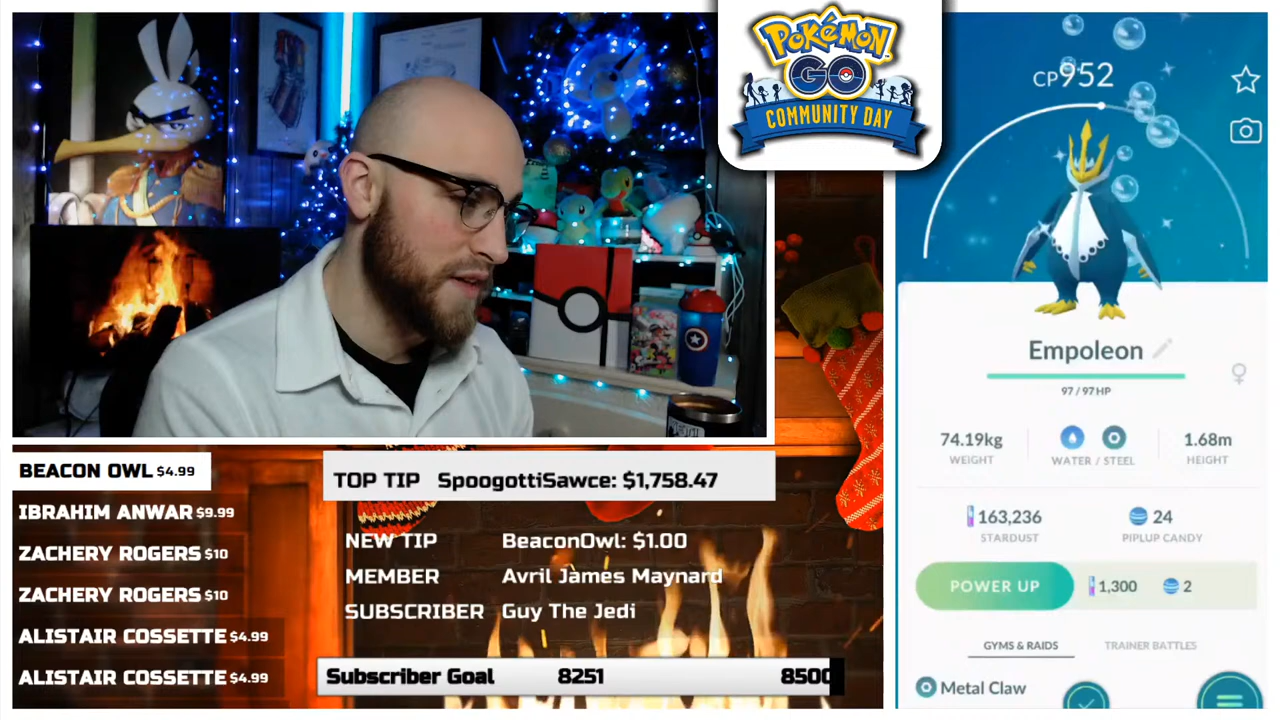 POKéMON
GO
COMMUNITY DAY
CP952
Empoleon
97 / 97 HP
74.19kg
WEIGHT
WATER / STEEL
1.68m
HEIGHT
163,236
STARDUST
24
PIPLUP CANDY
POWER UP
1,300
2
GYMS & RAIDS
TRAINER BATTLES
Metal Claw
BEACON OWL $4.99
IBRAHIM ANWAR $9.99
ZACHERY ROGERS $10
ZACHERY ROGERS $10
ALISTAIR COSSETTE $4.99
ALISTAIR COSSETTE $4.99
TOP TIP SpoogottiSawce: $1,758.47
NEW TIP BeaconOwl: $1.00
MEMBER Avril James Maynard
SUBSCRIBER Guy The Jedi
Subscriber Goal 8251 8500